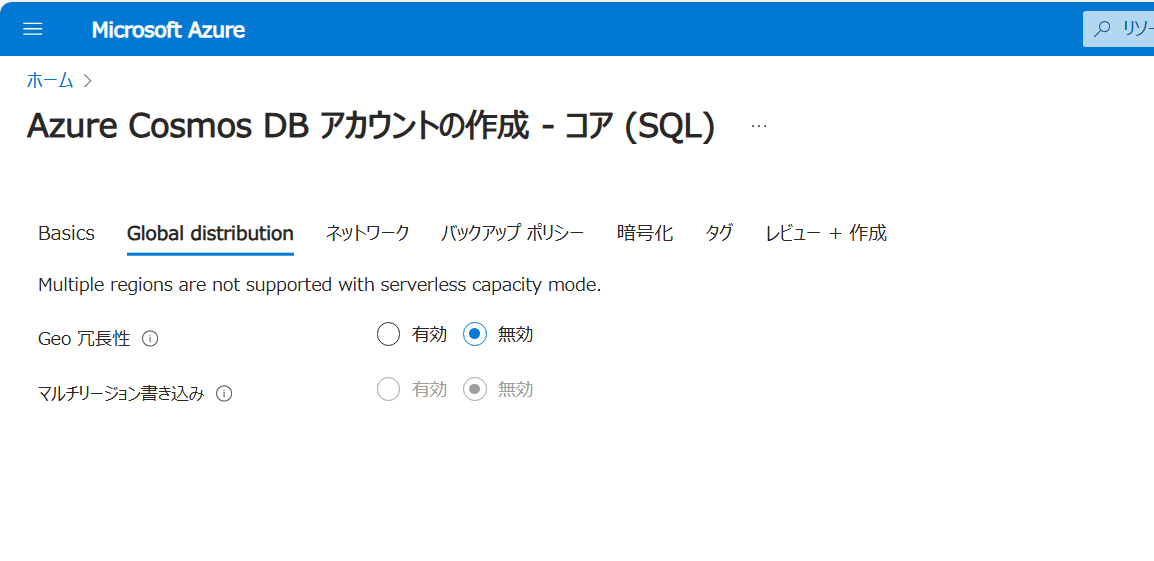 Microsoft Azure
リソー
ホーム >
Azure Cosmos DB アカウントの作成 - コア (SQL) ...
Basics Global distribution ネットワーク バックアップ ポリシー 暗号化 タグ レビュー + 作成
Multiple regions are not supported with serverless capacity mode.
Geo 冗長性 有効 無効
マルチリージョン書き込み 有効 無効